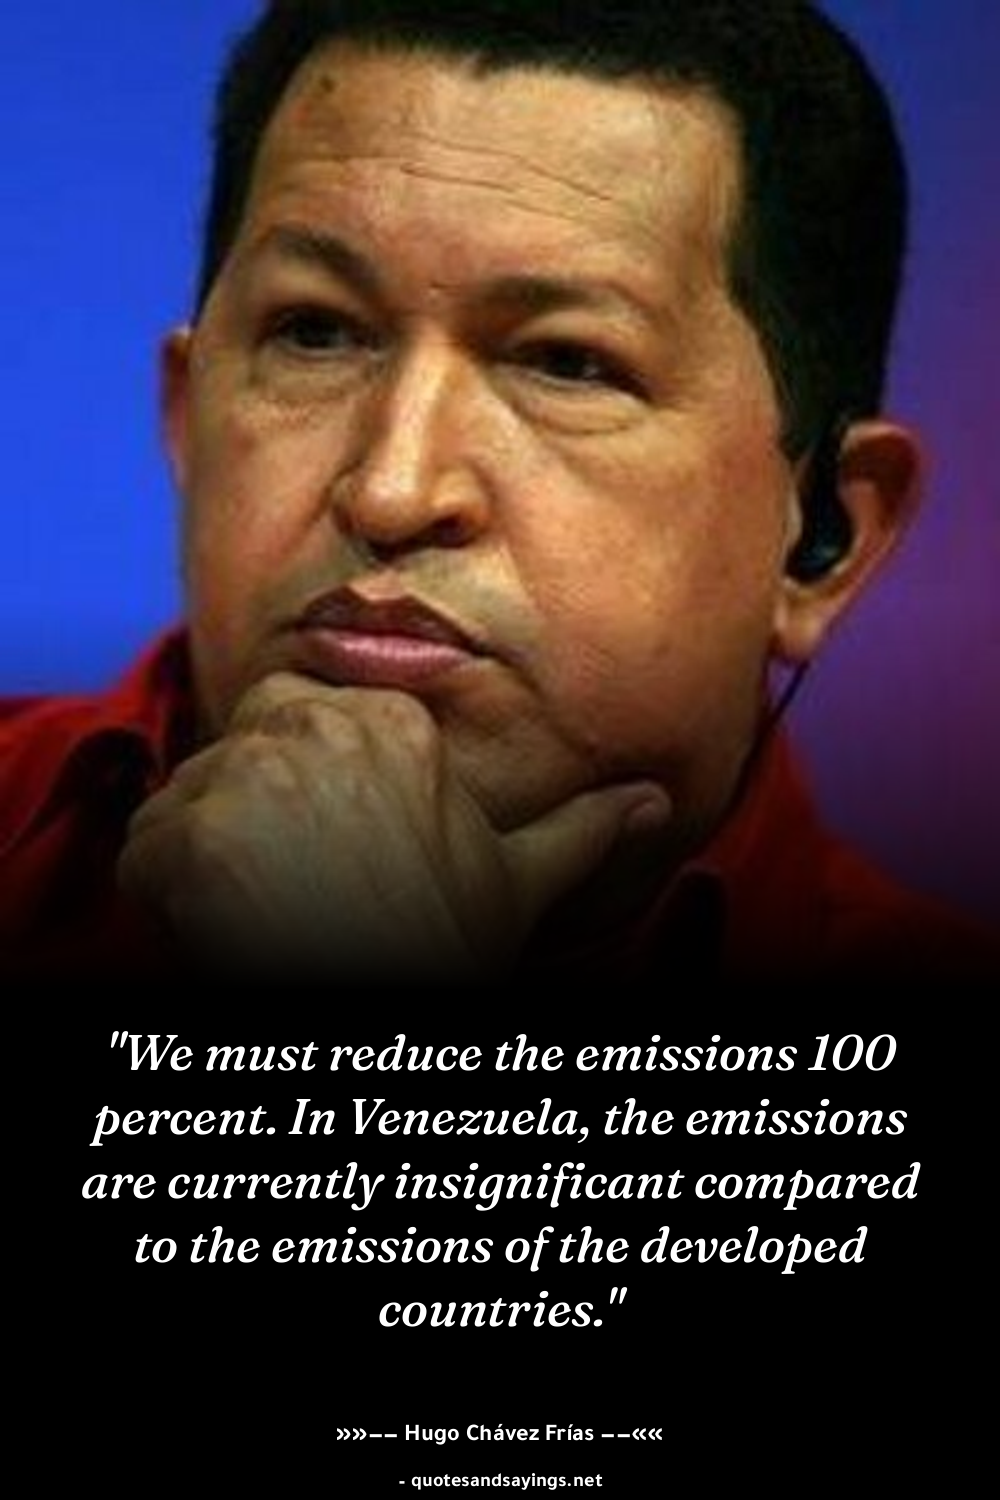 "We must reduce the emissions 100
percent. In Venezuela, the emissions
are currently insignificant compared
to the emissions of the developed
countries."
»»–– Hugo Chávez Frías ––««
- quotesandsayings.net